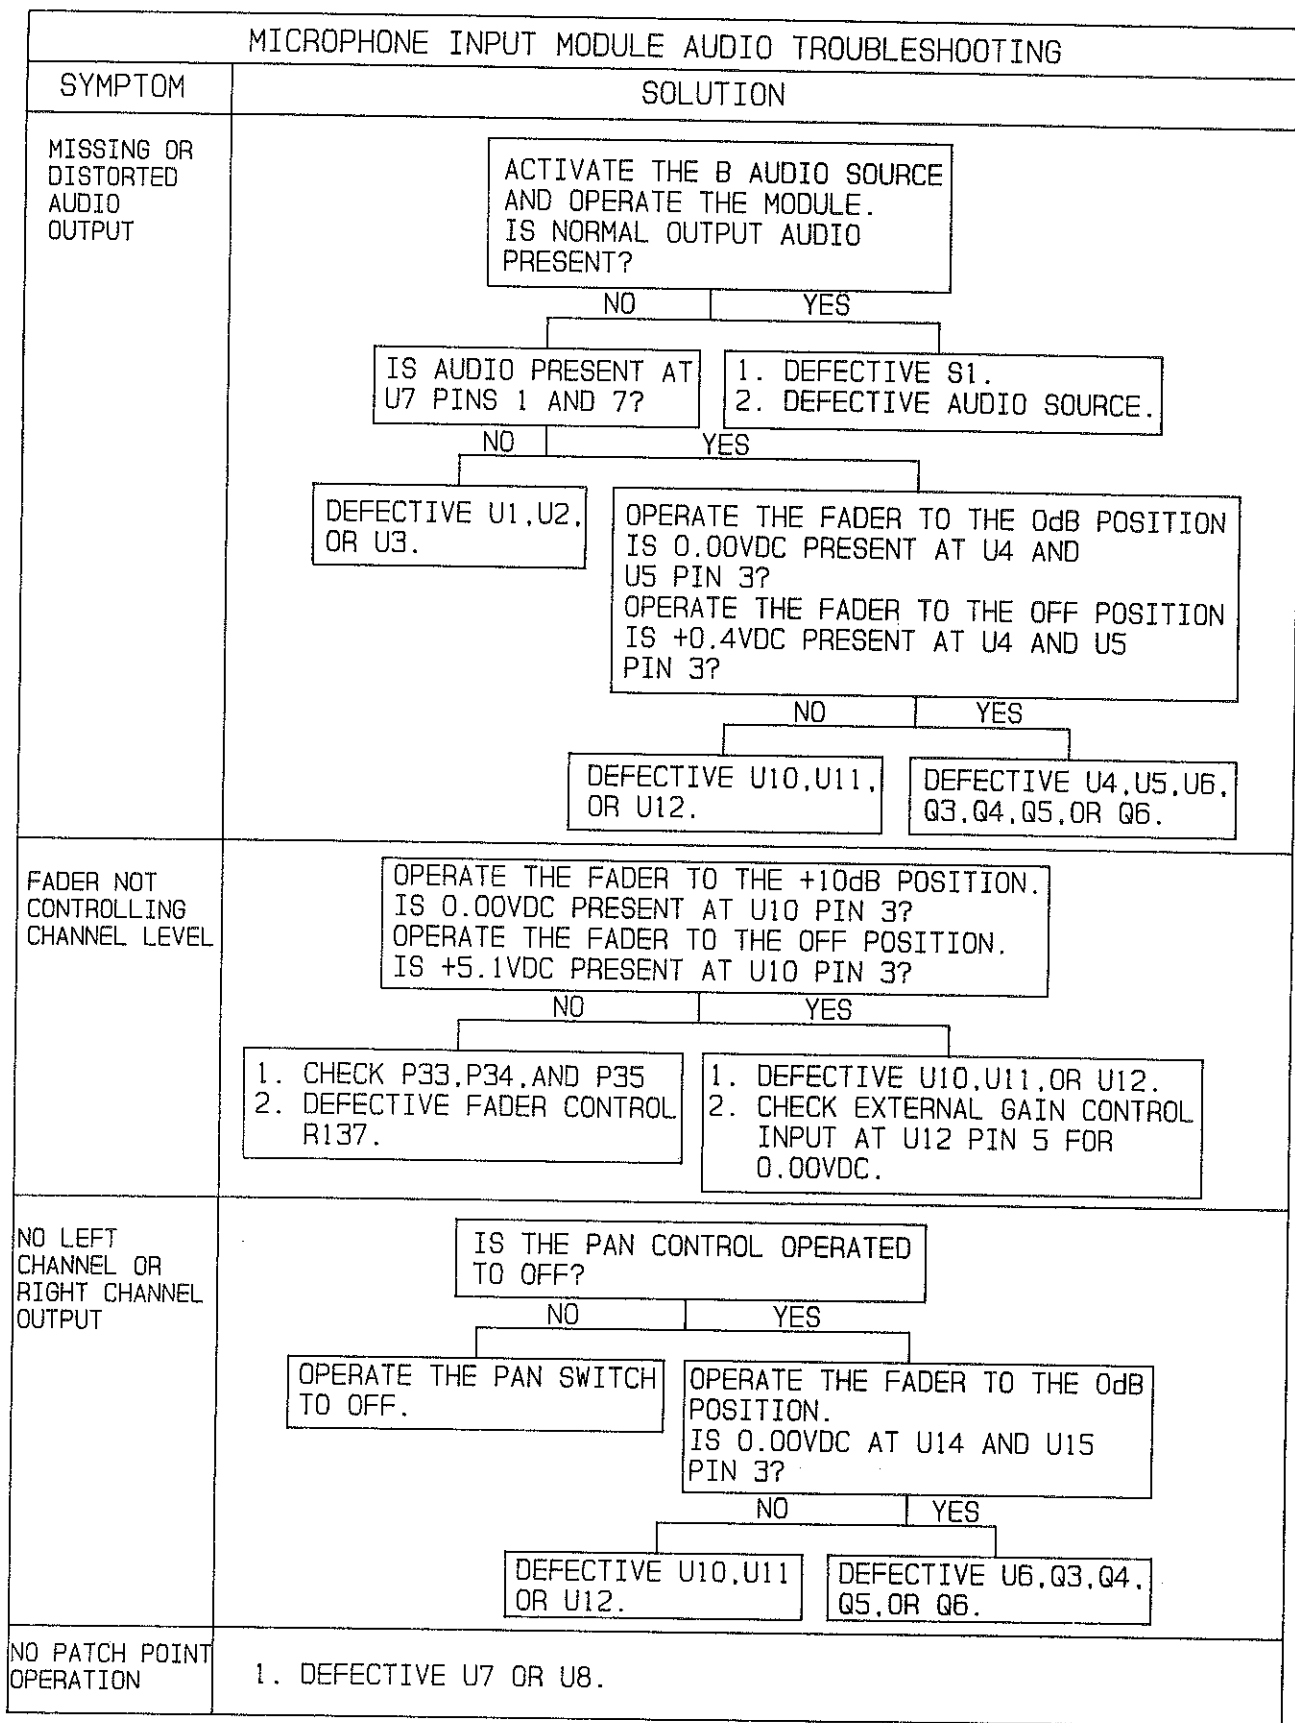 MICROPHONE INPUT MODULE AUDIO TROUBLESHOOTING
SYMPTOM
SOLUTION
MISSING OR
DISTORTED
AUDIO
OUTPUT
ACTIVATE THE B AUDIO SOURCE
AND OPERATE THE MODULE.
IS NORMAL OUTPUT AUDIO
PRESENT?
NO
YES
IS AUDIO PRESENT AT
U7 PINS 1 AND 7?
1. DEFECTIVE S1.
2. DEFECTIVE AUDIO SOURCE.
NO
YES
DEFECTIVE U1,U2,
OR U3.
OPERATE THE FADER TO THE 0dB POSITION
IS 0.00VDC PRESENT AT U4 AND
U5 PIN 3?
OPERATE THE FADER TO THE OFF POSITION
IS +0.4VDC PRESENT AT U4 AND U5
PIN 3?
NO
YES
DEFECTIVE U10,U11,
OR U12.
DEFECTIVE U4,U5,U6,
Q3,Q4,Q5,OR Q6.
FADER NOT
CONTROLLING
CHANNEL LEVEL
OPERATE THE FADER TO THE +10dB POSITION.
IS 0.00VDC PRESENT AT U10 PIN 3?
OPERATE THE FADER TO THE OFF POSITION.
IS +5.1VDC PRESENT AT U10 PIN 3?
NO
YES
1. CHECK P33,P34,AND P35
2. DEFECTIVE FADER CONTROL
R137.
1. DEFECTIVE U10,U11,OR U12.
2. CHECK EXTERNAL GAIN CONTROL
INPUT AT U12 PIN 5 FOR
0.00VDC.
NO LEFT
CHANNEL OR
RIGHT CHANNEL
OUTPUT
IS THE PAN CONTROL OPERATED
TO OFF?
NO
YES
OPERATE THE PAN SWITCH
TO OFF.
OPERATE THE FADER TO THE 0dB
POSITION.
IS 0.00VDC AT U14 AND U15
PIN 3?
NO
YES
DEFECTIVE U10,U11
OR U12.
DEFECTIVE U6,Q3,Q4,
Q5,OR Q6.
NO PATCH POINT
OPERATION
1. DEFECTIVE U7 OR U8.